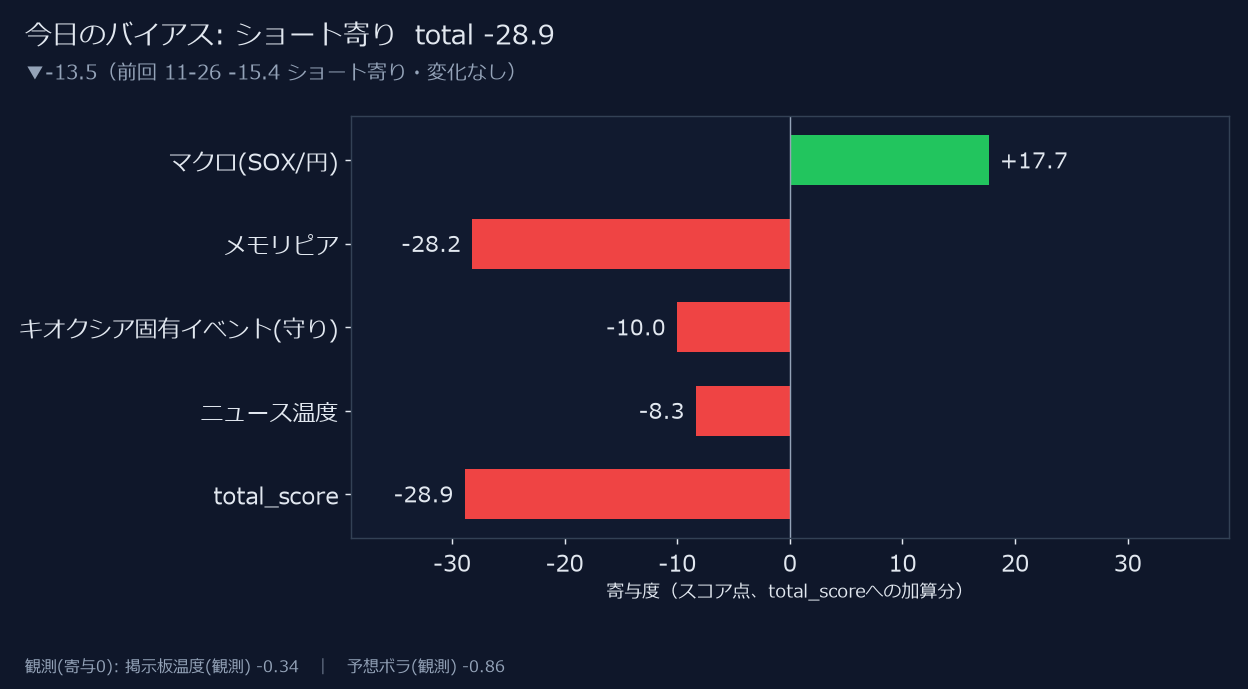 今日のバイアス: ショート寄り  total -28.9
▼-13.5（前回 11-26 -15.4 ショート寄り・変化なし）
マクロ(SOX/円)
+17.7
メモリピア
-28.2
キオクシア固有イベント(守り)
-10.0
ニュース温度
-8.3
total_score
-28.9
-30 -20 -10 0 10 20 30
寄与度（スコア点、total_scoreへの加算分）
観測(寄与0): 掲示板温度(観測) -0.34  |  予想ボラ(観測) -0.86